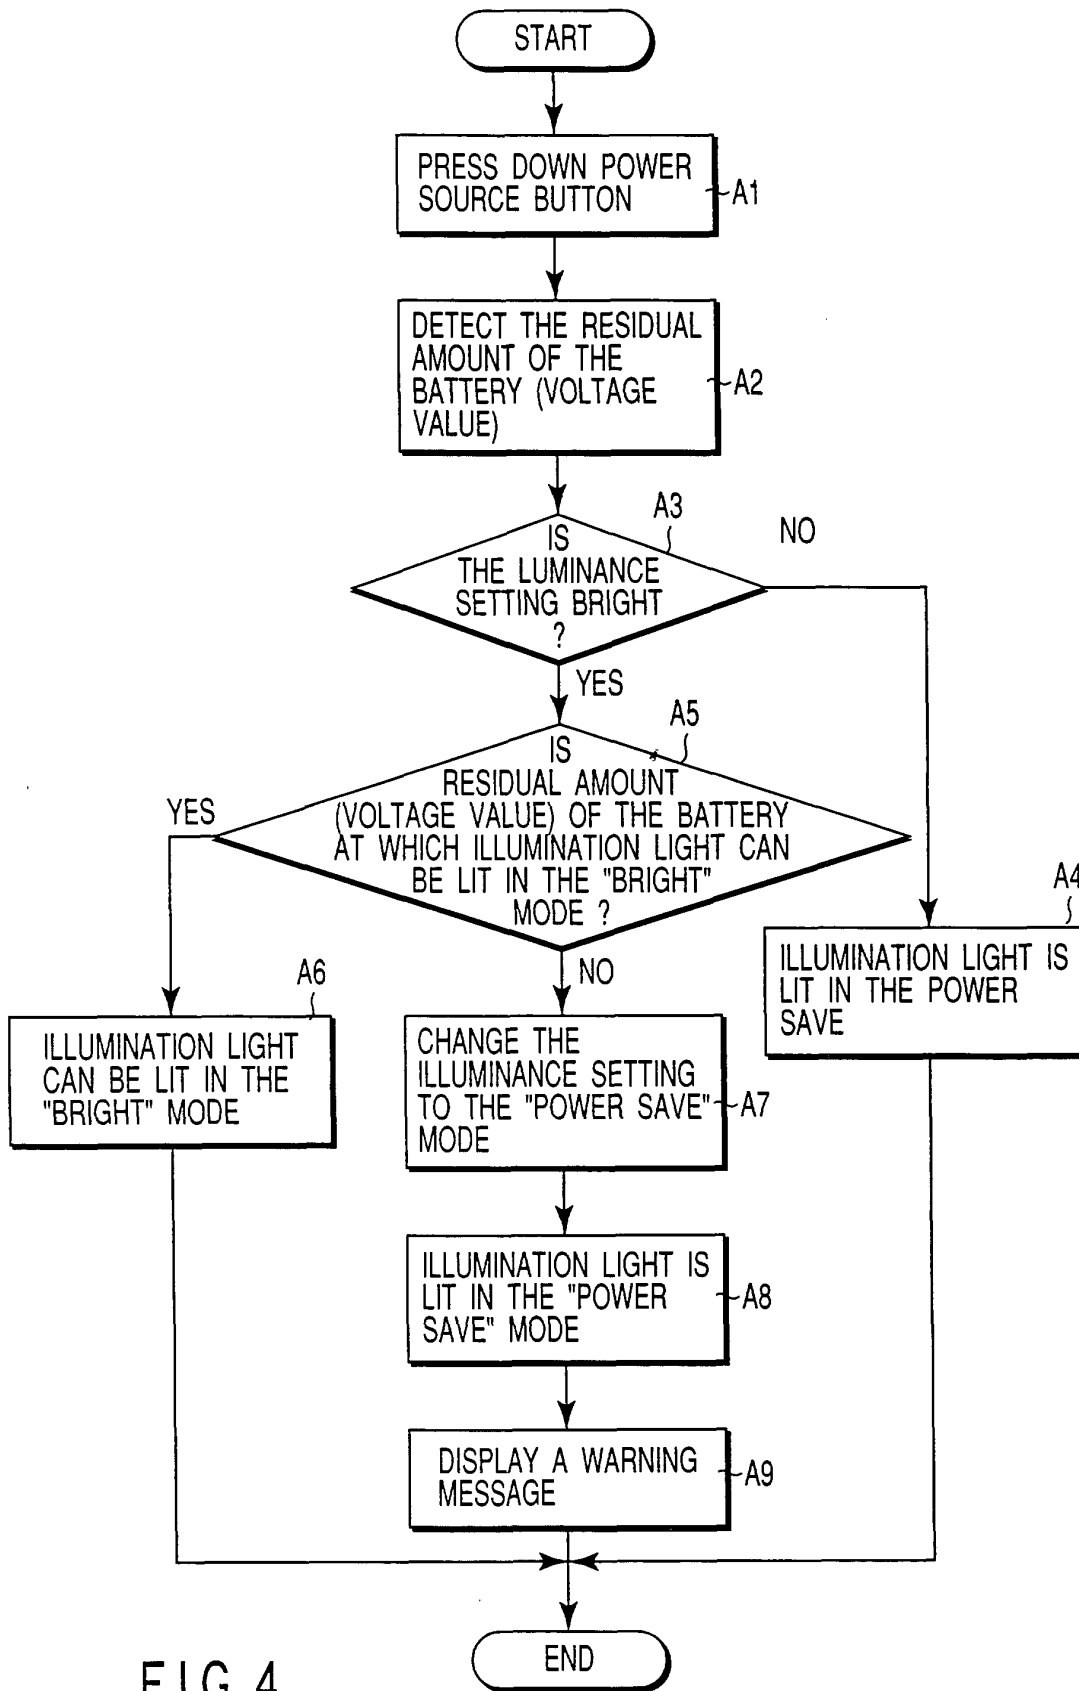 START
PRESS DOWN POWER
SOURCE BUTTON
A1
DETECT THE RESIDUAL
AMOUNT OF THE
BATTERY (VOLTAGE
VALUE)
A2
A3
IS
THE LUMINANCE
SETTING BRIGHT
?
NO
YES
A5
IS
RESIDUAL AMOUNT
(VOLTAGE VALUE) OF THE BATTERY
AT WHICH ILLUMINATION LIGHT CAN
BE LIT IN THE "BRIGHT"
MODE ?
YES
NO
A4
ILLUMINATION LIGHT IS
LIT IN THE POWER
SAVE
A6
ILLUMINATION LIGHT
CAN BE LIT IN THE
"BRIGHT" MODE
CHANGE THE
ILLUMINANCE SETTING
TO THE "POWER SAVE"
MODE
A7
ILLUMINATION LIGHT IS
LIT IN THE "POWER
SAVE" MODE
A8
DISPLAY A WARNING
MESSAGE
A9
END
FIG. 4